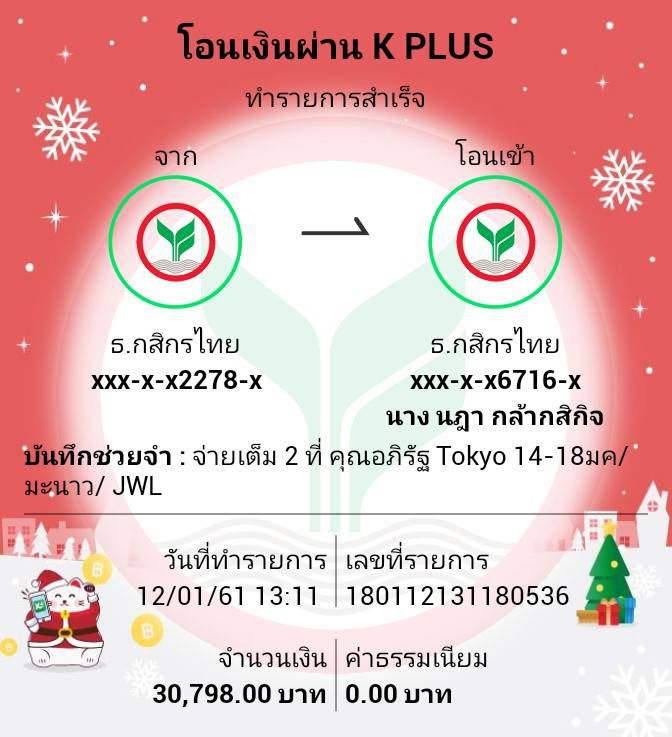 โอนเงินผ่าน K PLUS
ทำรายการสำเร็จ
จาก
โอนเข้า
ธ.กสิกรไทย
xxx-x-x2278-x
ธ.กสิกรไทย
xxx-x-x6716-x
นาง นฎา กล้ากสิกิจ
บันทึกช่วยจำ : จ่ายเต็ม 2 ที่ คุณอภิรัฐ Tokyo 14-18มค/
มะนาว/ JWL
วันที่ทำรายการ
12/01/61 13:11
เลขที่รายการ
180112131180536
จำนวนเงิน
30,798.00 บาท
ค่าธรรมเนียม
0.00 บาท